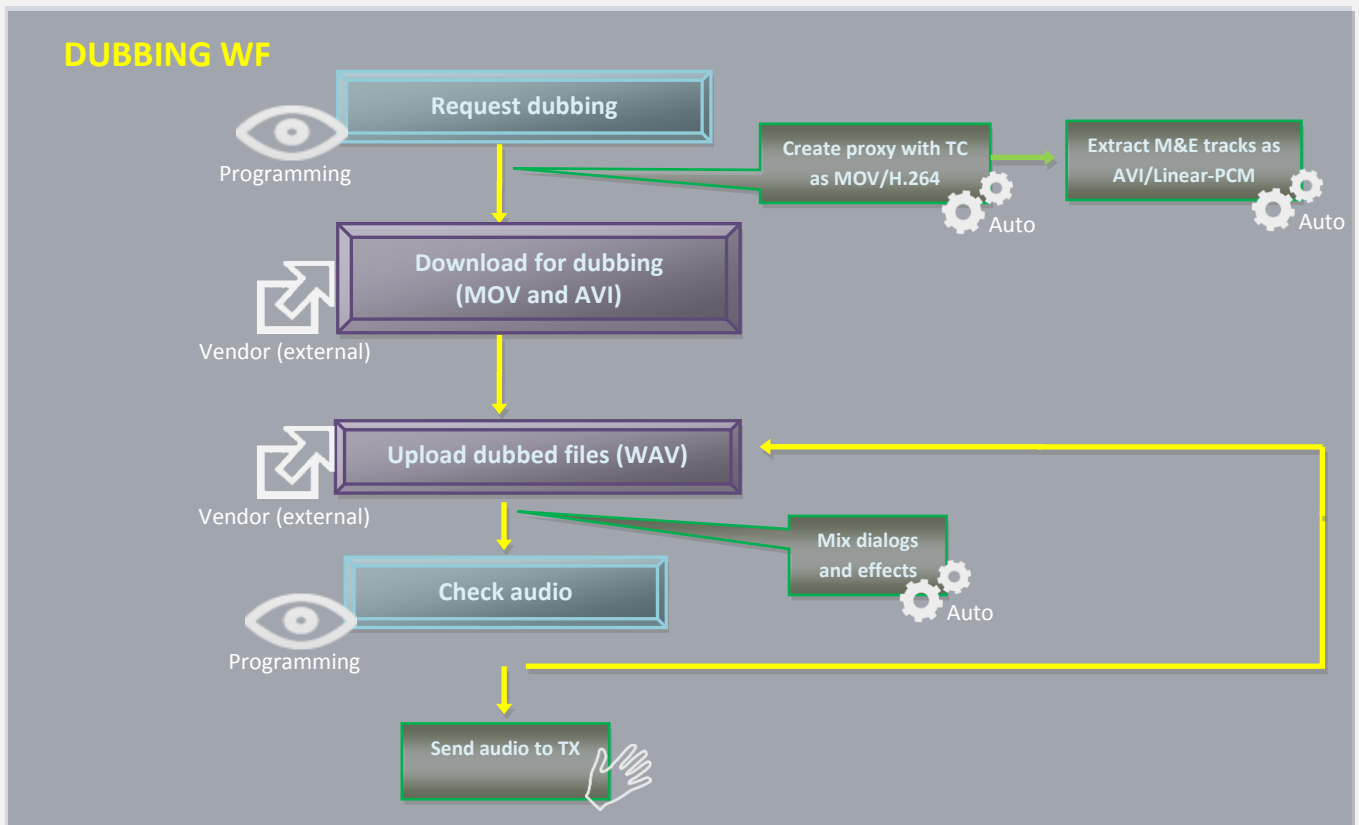 DUBBING WF
Request dubbing
Programming
Create proxy with TC
as MOV/H.264
Auto
Extract M&E tracks as
AVI/Linear-PCM
Auto
Download for dubbing
(MOV and AVI)
Vendor (external)
Upload dubbed files (WAV)
Vendor (external)
Mix dialogs
and effects
Auto
Check audio
Programming
Send audio to TX